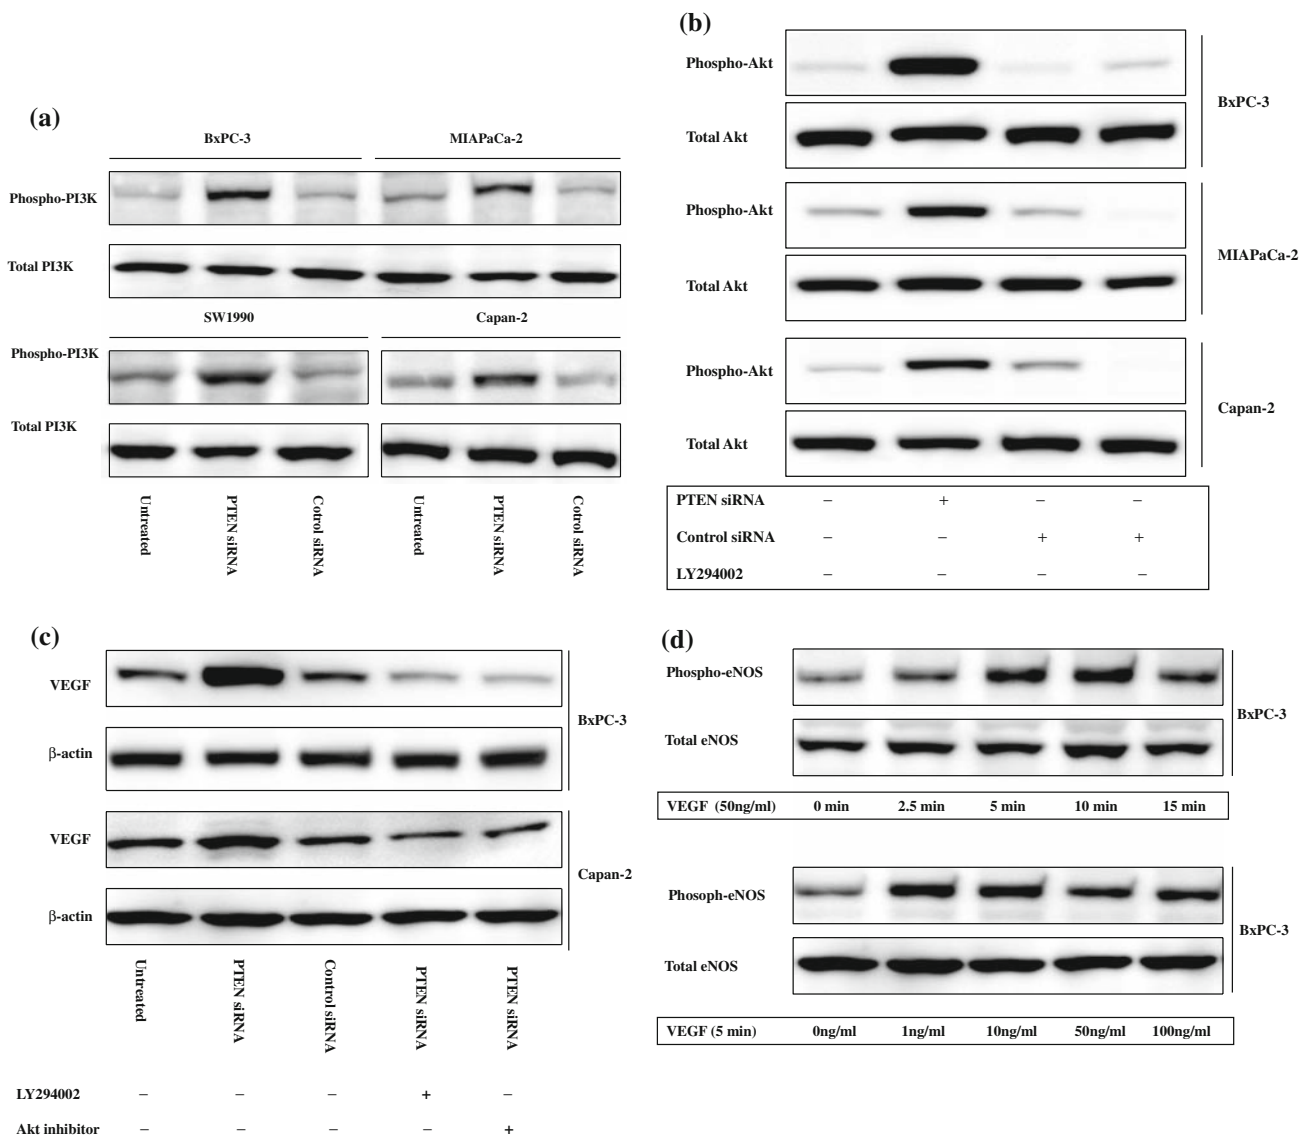 (a)
BxPC-3 MIAPaCa-2
Phospho-PI3K
Total PI3K
SW1990 Capan-2
Phospho-PI3K
Total PI3K
Untreated
PTEN siRNA
Cotrol siRNA
Untreated
PTEN siRNA
Cotrol siRNA
(b)
Phospho-Akt
Total Akt
BxPC-3
Phospho-Akt
Total Akt
MIAPaCa-2
Phospho-Akt
Total Akt
Capan-2
PTEN siRNA − + − −
Control siRNA − − + +
LY294002 − − − −
(c)
VEGF
β-actin
BxPC-3
VEGF
β-actin
Capan-2
Untreated
PTEN siRNA
Control siRNA
PTEN siRNA
PTEN siRNA
LY294002 − − − + −
Akt inhibitor − − − − +
(d)
Phospho-eNOS
Total eNOS
BxPC-3
VEGF (50ng/ml) 0 min 2.5 min 5 min 10 min 15 min
Phosoph-eNOS
Total eNOS
BxPC-3
VEGF (5 min) 0ng/ml 1ng/ml 10ng/ml 50ng/ml 100ng/ml